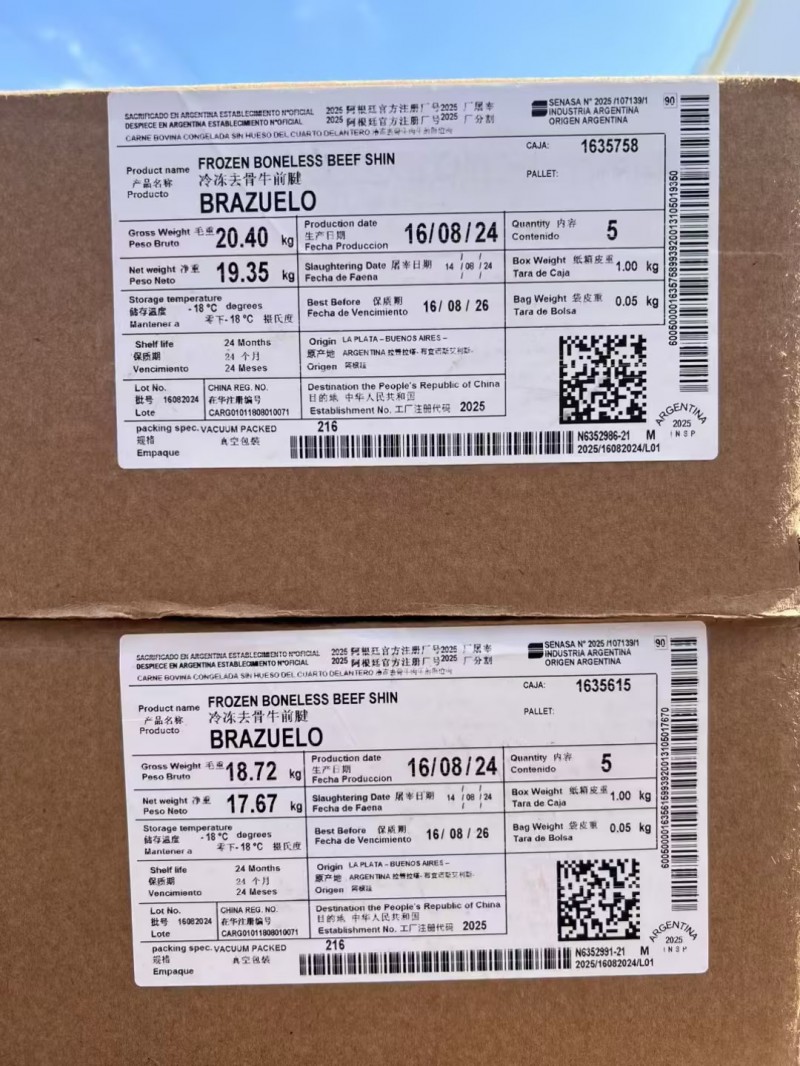 SACRIFICADO EN ARGENTINA ESTABLECIMIENTO N°OFICIAL 2025 阿根廷官方注册厂号2025 厂屠宰
DESPIECE EN ARGENTINA ESTABLECIMIENTO N°OFICIAL 2025 阿根廷官方注册厂号2025 厂分割
CARNE BOVINA CONGELADA SIN HUESO DEL CUARTO DELANTERO
SENASA N° 2025 /107139/1
INDUSTRIA ARGENTINA
ORIGEN ARGENTINA
90
Product name FROZEN BONELESS BEEF SHIN
产品名称 冷冻去骨牛前腱
Producto BRAZUELO
CAJA: 1635758
PALLET:
Gross Weight 毛重 20.40 kg
Peso Bruto
Production date 16/08/24
生产日期
Fecha Produccion
Quantity 内容 5
Contenido
Net weight 净重 19.35 kg
Peso Neto
Slaughtering Date 屠宰日期 14 / 08 / 24
Fecha de Faena
Box Weight 纸箱皮重 1.00 kg
Tara de Caja
Storage temperature
储存温度 -18 °C degrees
Mantener a 零下-18 °C 摄氏度
Best Before 保质期 16/ 08 / 26
Fecha de Vencimiento
Bag Weight 袋皮重 0.05 kg
Tara de Bolsa
Shelf life 24 Months
保质期 24 个月
Vencimiento 24 Meses
Origin LA PLATA – BUENOS AIRES –
原产地 ARGENTINA
Origen 阿根廷
Lot No.
批号 16082024
Lote
CHINA REG. NO.
在华注册编号
CARG01011808010071
Destination the People's Republic of China
目的地 中华人民共和国
Establishment No. 工厂注册代码 2025
packing spec. VACUUM PACKED
规格 真空包装
Empaque
216
N6352986-21 M
2025/16082024/L01
ARGENTINA
2025
INSP
SACRIFICADO EN ARGENTINA ESTABLECIMIENTO N°OFICIAL 2025 阿根廷官方注册厂号2025 厂屠宰
DESPIECE EN ARGENTINA ESTABLECIMIENTO N°OFICIAL 2025 阿根廷官方注册厂号2025 厂分割
CARNE BOVINA CONGELADA SIN HUESO DEL CUARTO DELANTERO
SENASA N° 2025 /107139/1
INDUSTRIA ARGENTINA
ORIGEN ARGENTINA
90
Product name FROZEN BONELESS BEEF SHIN
产品名称 冷冻去骨牛前腱
Producto BRAZUELO
CAJA: 1635615
PALLET:
Gross Weight 毛重 18.72 kg
Peso Bruto
Production date 16/08/24
生产日期
Fecha Produccion
Quantity 内容 5
Contenido
Net weight 净重 17.67 kg
Peso Neto
Slaughtering Date 屠宰日期 14 / 08 / 24
Fecha de Faena
Box Weight 纸箱皮重 1.00 kg
Tara de Caja
Storage temperature
储存温度 -18 °C degrees
Mantener a 零下-18 °C 摄氏度
Best Before 保质期 16/ 08 / 26
Fecha de Vencimiento
Bag Weight 袋皮重 0.05 kg
Tara de Bolsa
Shelf life 24 Months
保质期 24 个月
Vencimiento 24 Meses
Origin LA PLATA – BUENOS AIRES –
原产地 ARGENTINA
Origen 阿根廷
Lot No.
批号 16082024
Lote
CHINA REG. NO.
在华注册编号
CARG01011808010071
Destination the People's Republic of China
目的地 中华人民共和国
Establishment No. 工厂注册代码 2025
packing spec. VACUUM PACKED
规格 真空包装
Empaque
216
N6352991-21 M
2025/16082024/L01
ARGENTINA
2025
INSP